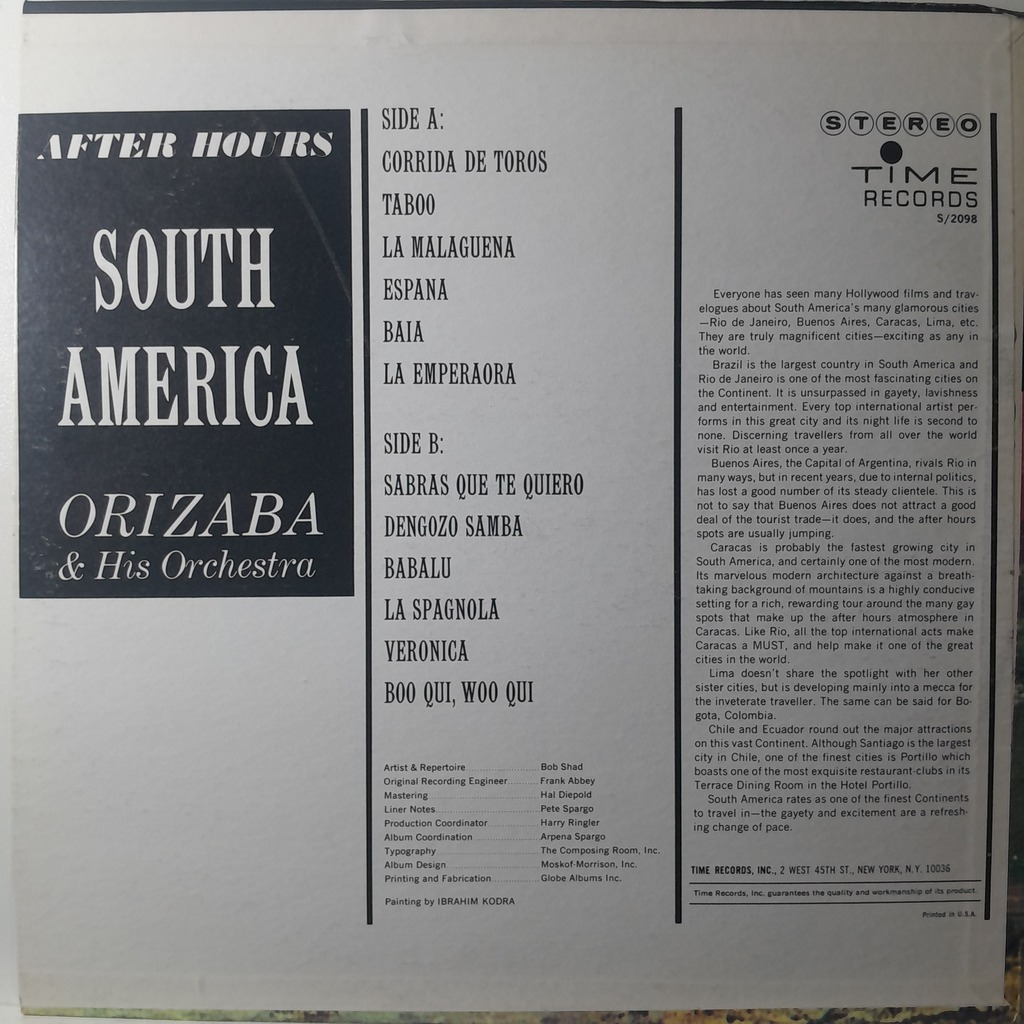 AFTER HOURS
SOUTH
AMERICA
ORIZABA
& His Orchestra
SIDE A:
CORRIDA DE TOROS
TABOO
LA MALAGUENA
ESPANA
BAIA
LA EMPERAORA
SIDE B:
SABRAS QUE TE QUIERO
DENGOZO SAMBA
BABALU
LA SPAGNOLA
VERONICA
BOO QUI, WOO QUI
Artist & Repertoire Bob Shad
Original Recording Engineer Frank Abbey
Mastering Hal Diepold
Liner Notes Pete Spargo
Production Coordinator Harry Ringler
Album Coordination Arpena Spargo
Typography The Composing Room, Inc.
Album Design Moskof-Morrison, Inc.
Printing and Fabrication Globe Albums Inc.
Painting by IBRAHIM KODRA
STEREO
TIME
RECORDS
S/2098
Everyone has seen many Hollywood films and trav-
elogues about South America's many glamorous cities
—Rio de Janeiro, Buenos Aires, Caracas, Lima, etc.
They are truly magnificent cities—exciting as any in
the world.
Brazil is the largest country in South America and
Rio de Janeiro is one of the most fascinating cities on
the Continent. It is unsurpassed in gayety, lavishness
and entertainment. Every top international artist per-
forms in this great city and its night life is second to
none. Discerning travellers from all over the world
visit Rio at least once a year.
Buenos Aires, the Capital of Argentina, rivals Rio in
many ways, but in recent years, due to internal politics,
has lost a good number of its steady clientele. This is
not to say that Buenos Aires does not attract a good
deal of the tourist trade—it does, and the after hours
spots are usually jumping.
Caracas is probably the fastest growing city in
South America, and certainly one of the most modern.
Its marvelous modern architecture against a breath-
taking background of mountains is a highly conducive
setting for a rich, rewarding tour around the many gay
spots that make up the after hours atmosphere in
Caracas. Like Rio, all the top international acts make
Caracas a MUST, and help make it one of the great
cities in the world.
Lima doesn't share the spotlight with her other
sister cities, but is developing mainly into a mecca for
the inveterate traveller. The same can be said for Bo-
gota, Colombia.
Chile and Ecuador round out the major attractions
on this vast Continent. Although Santiago is the largest
city in Chile, one of the finest cities is Portillo which
boasts one of the most exquisite restaurant-clubs in its
Terrace Dining Room in the Hotel Portillo.
South America rates as one of the finest Continents
to travel in—the gayety and excitement are a refresh-
ing change of pace.
TIME RECORDS, INC., 2 WEST 45TH ST., NEW YORK, N.Y. 10036
Time Records, Inc. guarantees the quality and workmanship of its product.
Printed in U.S.A.